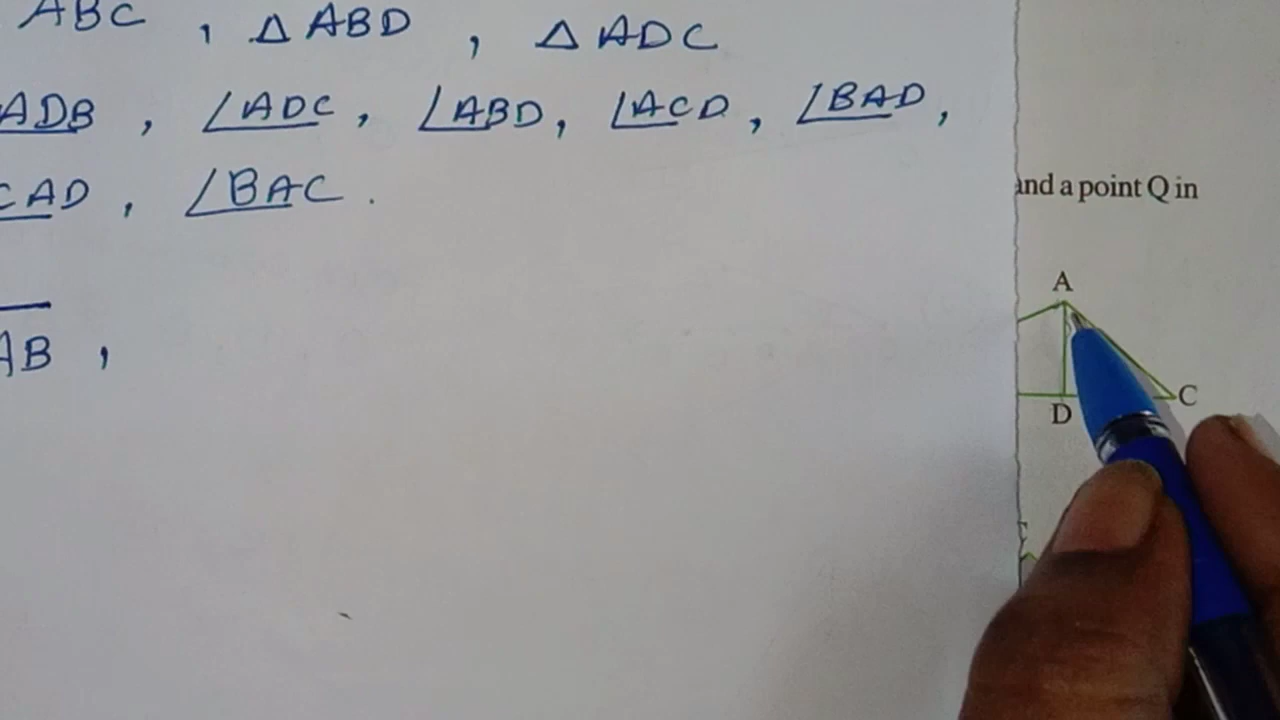 ABC , △ ABD , △ ADC
ADB , ∠ADC , ∠ABD , ∠ACD , ∠BAD ,
CAD , ∠BAC .
AB ,
and a point Q in
A
D
C